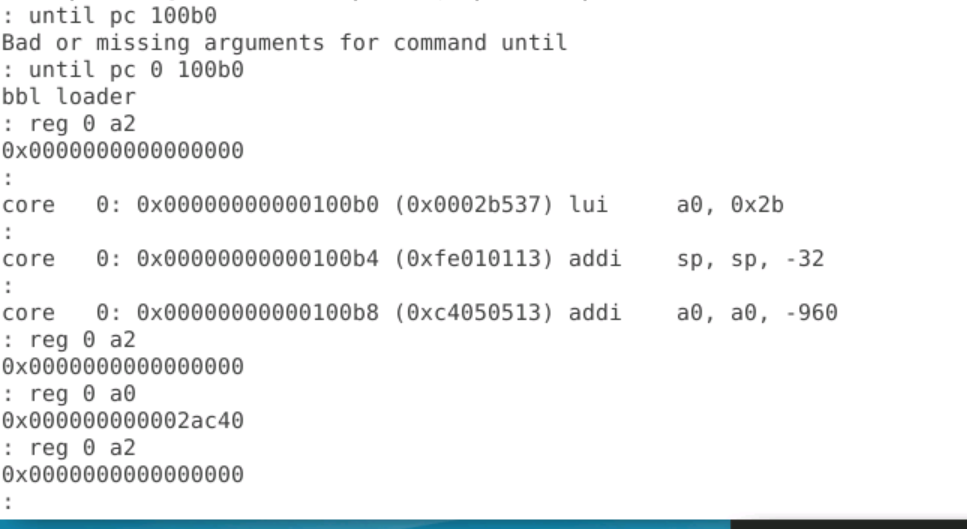 : until pc 100b0
Bad or missing arguments for command until
: until pc 0 100b0
bbl loader
: reg 0 a2
0x0000000000000000
:
core   0: 0x00000000000100b0 (0x0002b537) lui     a0, 0x2b
:
core   0: 0x00000000000100b4 (0xfe010113) addi    sp, sp, -32
:
core   0: 0x00000000000100b8 (0xc4050513) addi    a0, a0, -960
: reg 0 a2
0x0000000000000000
: reg 0 a0
0x000000000002ac40
: reg 0 a2
0x0000000000000000
: